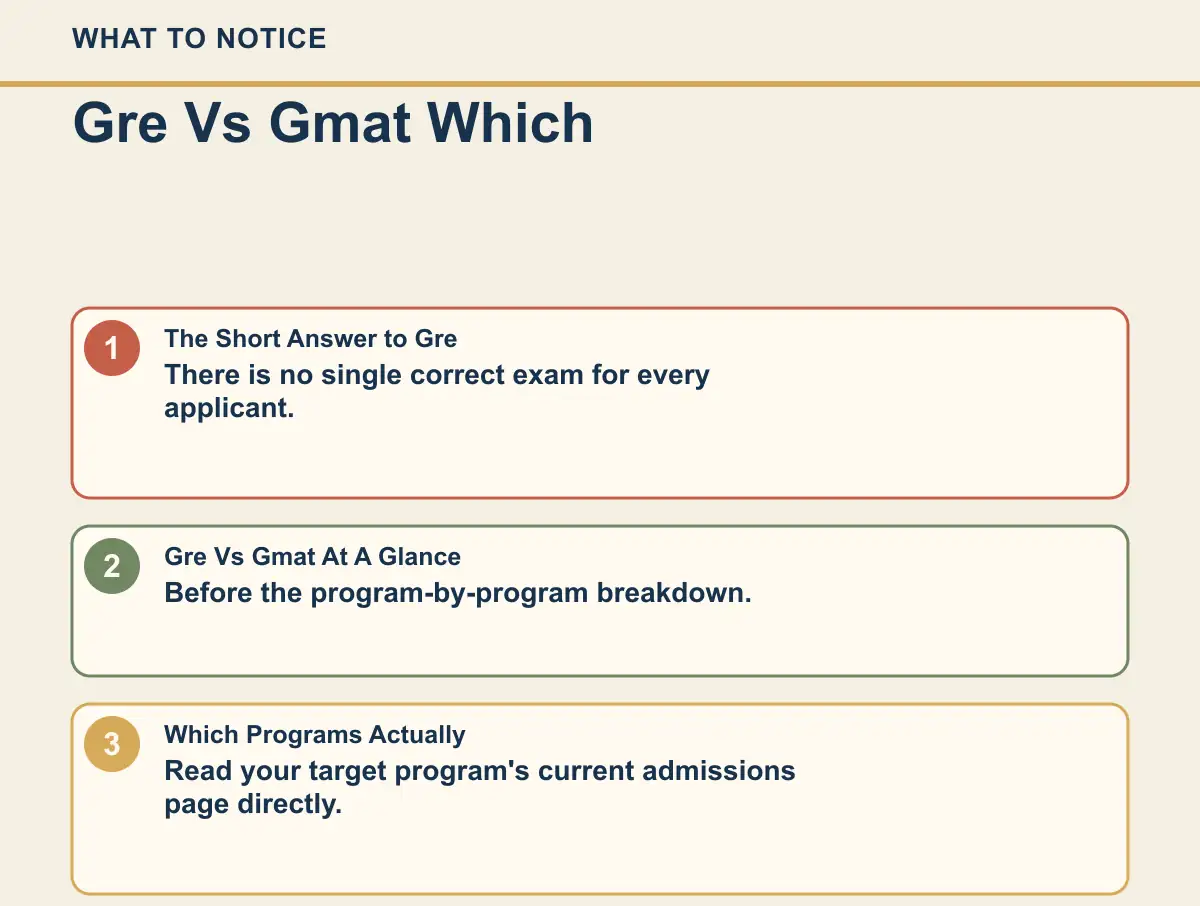 WHAT TO NOTICE
Gre Vs Gmat Which
1
The Short Answer to Gre
There is no single correct exam for every
applicant.
2
Gre Vs Gmat At A Glance
Before the program-by-program breakdown.
3
Which Programs Actually
Read your target program's current admissions
page directly.